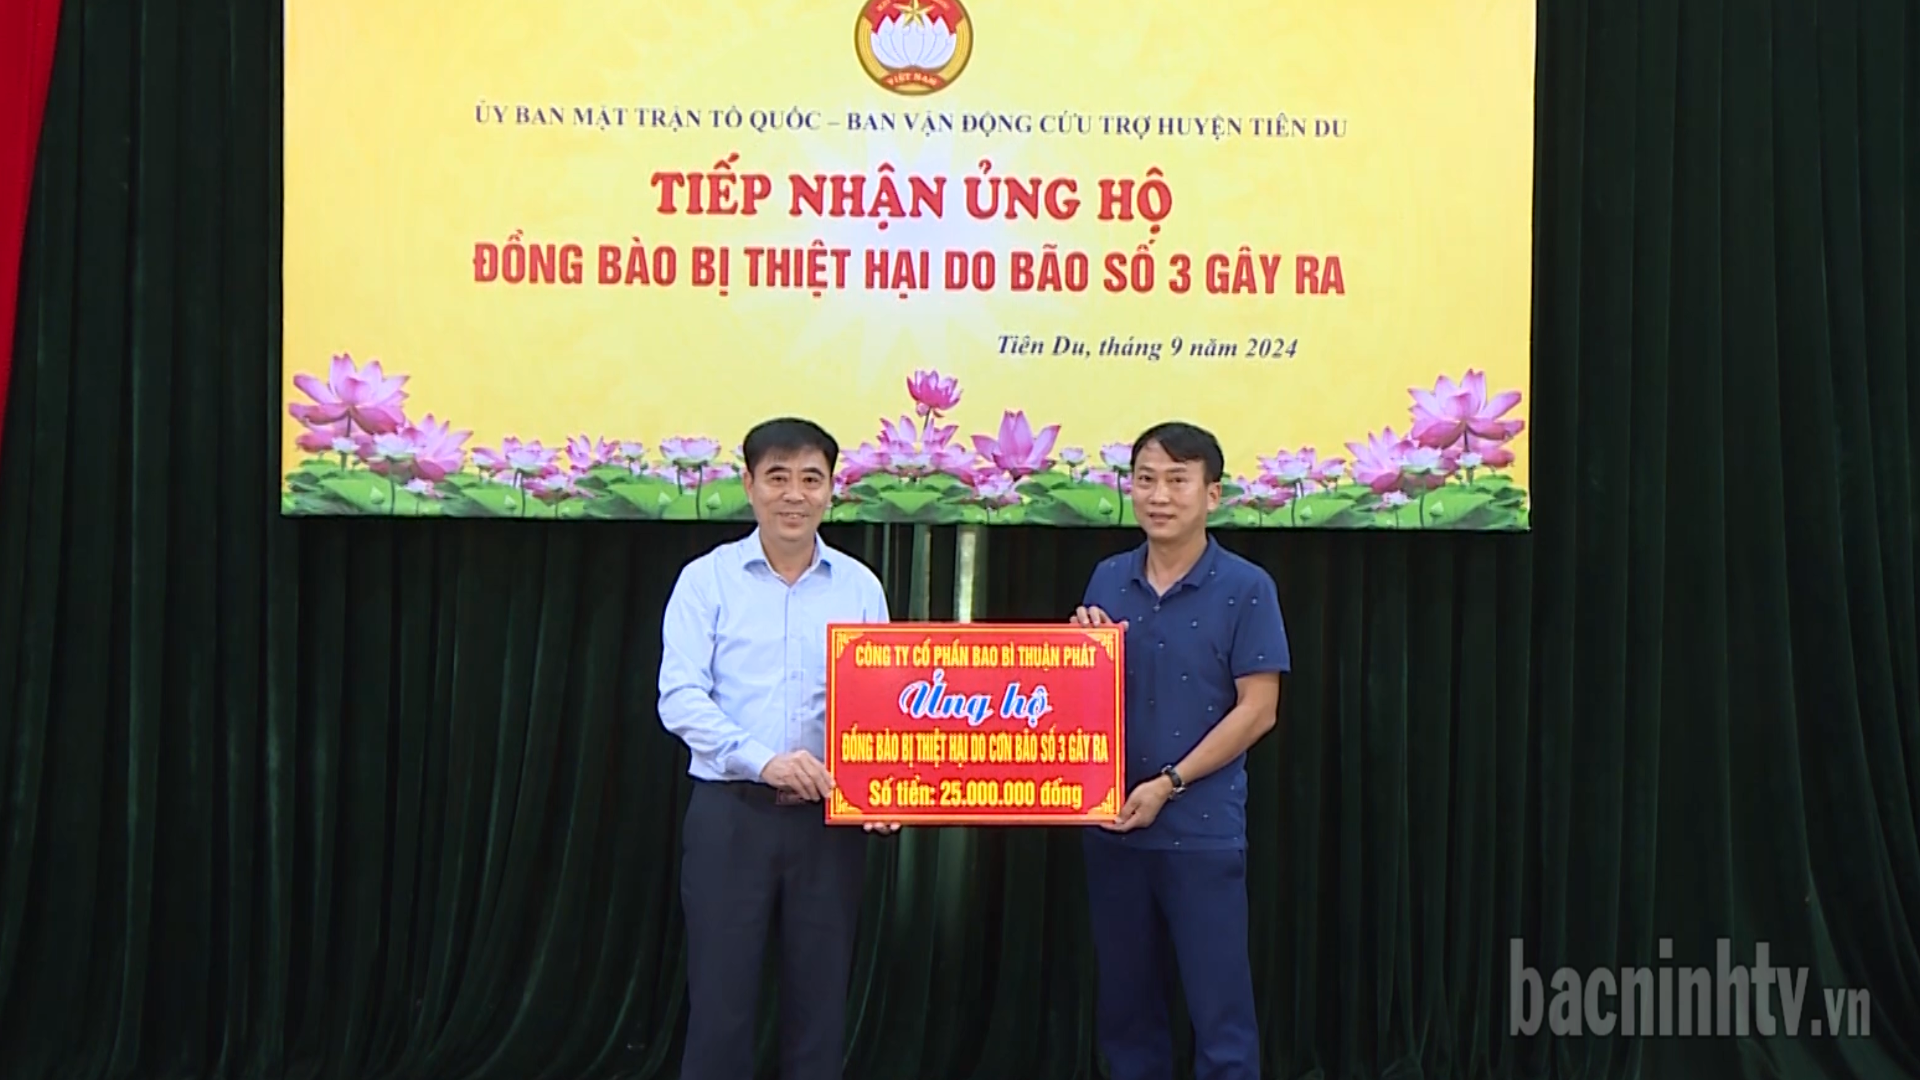 VIỆT NAM
ỦY BAN MẶT TRẬN TỔ QUỐC – BAN VẬN ĐỘNG CỨU TRỢ HUYỆN TIÊN DU
TIẾP NHẬN ỦNG HỘ
ĐỒNG BÀO BỊ THIỆT HẠI DO BÃO SỐ 3 GÂY RA
Tiên Du, tháng 9 năm 2024
CÔNG TY CỔ PHẦN BAO BÌ THUẬN PHÁT
Ủng hộ
ĐỒNG BÀO BỊ THIỆT HẠI DO CƠN BÃO SỐ 3 GÂY RA
Số tiền: 25.000.000 đồng
bacninhtv.vn